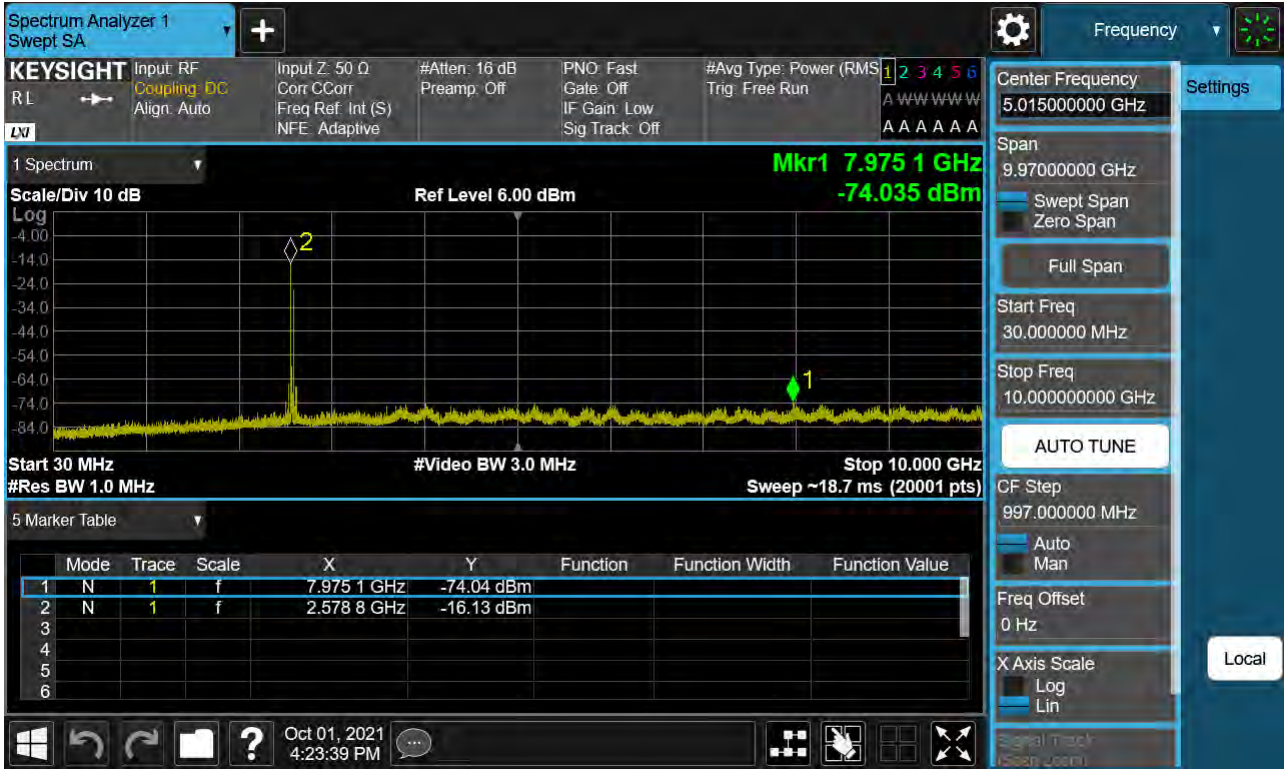 Spectrum Analyzer 1
Swept SA
+
Frequency
KEYSIGHT
RL
LXI
Input: RF
Coupling: DC
Align: Auto
Input Z: 50 Ω
Corr CCorr
Freq Ref: Int (S)
NFE: Adaptive
#Atten: 16 dB
Preamp: Off
PNO: Fast
Gate: Off
IF Gain: Low
Sig Track: Off
#Avg Type: Power (RMS
Trig: Free Run
1 2 3 4 5 6
A W W W W W
A A A A A A
1 Spectrum
Scale/Div 10 dB
Ref Level 6.00 dBm
Mkr1 7.975 1 GHz
-74.035 dBm
Log
-4.00
-14.0
-24.0
-34.0
-44.0
-54.0
-64.0
-74.0
-84.0
2
1
Start 30 MHz
#Video BW 3.0 MHz
Stop 10.000 GHz
#Res BW 1.0 MHz
Sweep ~18.7 ms (20001 pts)
5 Marker Table
Mode Trace Scale X Y Function Function Width Function Value
1 N 1 f 7.975 1 GHz -74.04 dBm
2 N 1 f 2.578 8 GHz -16.13 dBm
3
4
5
6
Oct 01, 2021
4:23:39 PM
Center Frequency
5.015000000 GHz
Settings
Span
9.97000000 GHz
Swept Span
Zero Span
Full Span
Start Freq
30.000000 MHz
Stop Freq
10.000000000 GHz
AUTO TUNE
CF Step
997.000000 MHz
Auto
Man
Freq Offset
0 Hz
X Axis Scale
Log
Lin
Local
Signal Track
(Span Zoom)